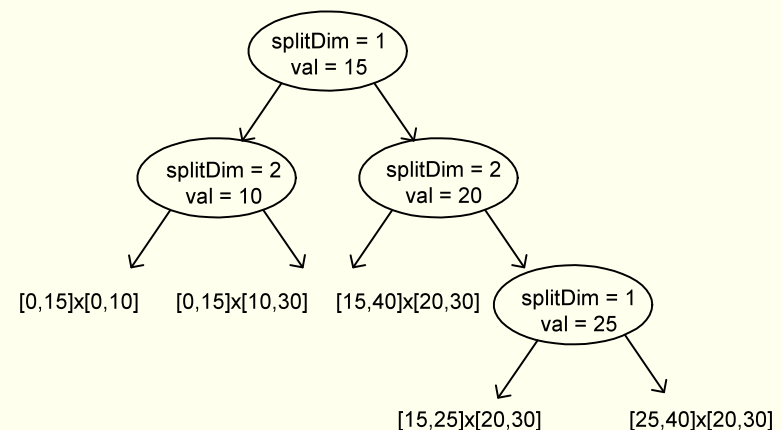 splitDim = 1
val = 15
splitDim = 2
val = 10
splitDim = 2
val = 20
[0,15]x[0,10]
[0,15]x[10,30]
[15,40]x[20,30]
splitDim = 1
val = 25
[15,25]x[20,30]
[25,40]x[20,30]